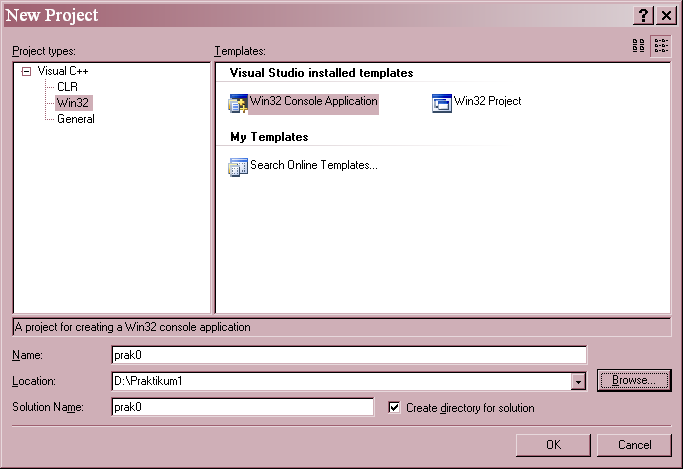 New Project
Project types:
Templates:
Visual C++
CLR
Win32
General
Visual Studio installed templates
Win32 Console Application
Win32 Project
My Templates
Search Online Templates...
A project for creating a Win32 console application
Name:
prak0
Location:
D:\Praktikum1
Browse...
Solution Name:
prak0
Create directory for solution
OK
Cancel